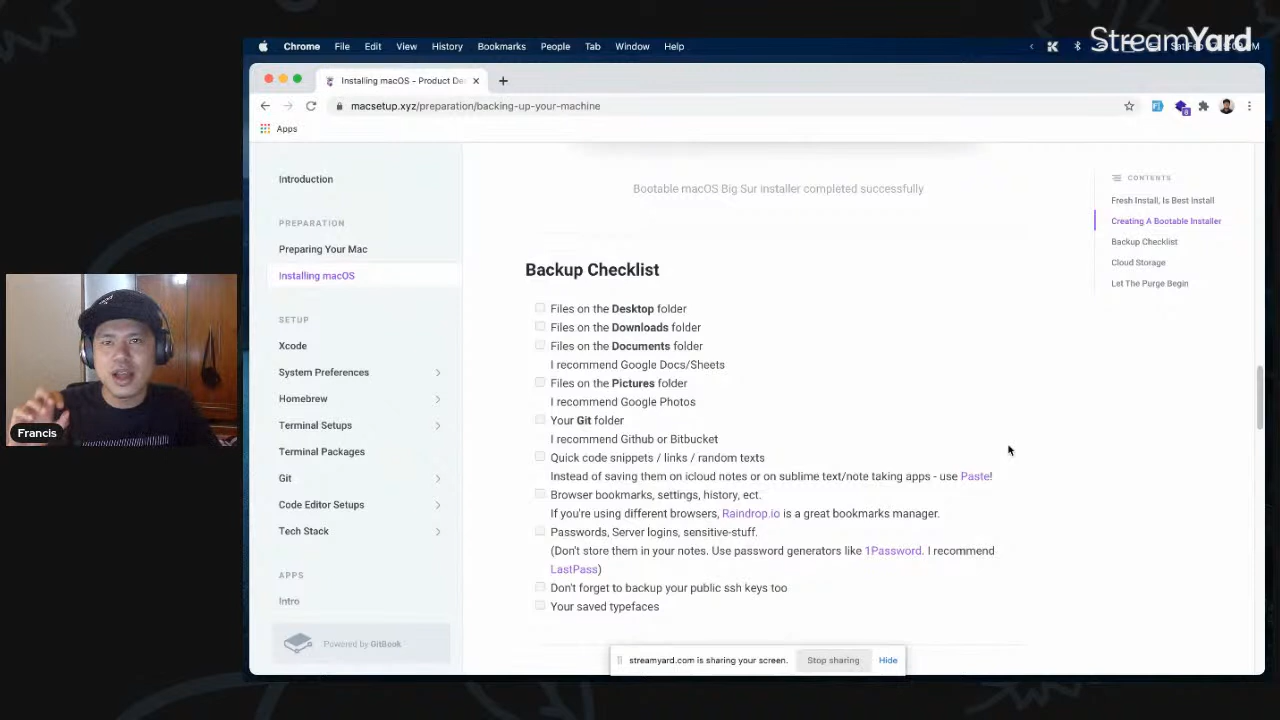 StreamYard
Chrome File Edit View History Bookmarks People Tab Window Help
Installing macOS - Product De
macsetup.xyz/preparation/backing-up-your-machine
Apps
Introduction
PREPARATION
Preparing Your Mac
Installing macOS
SETUP
Xcode
System Preferences
Homebrew
Terminal Setups
Terminal Packages
Git
Code Editor Setups
Tech Stack
APPS
Intro
Powered by GitBook
Bootable macOS Big Sur installer completed successfully
Backup Checklist
Files on the Desktop folder
Files on the Downloads folder
Files on the Documents folder
I recommend Google Docs/Sheets
Files on the Pictures folder
I recommend Google Photos
Your Git folder
I recommend Github or Bitbucket
Quick code snippets / links / random texts
Instead of saving them on icloud notes or on sublime text/note taking apps - use Paste!
Browser bookmarks, settings, history, ect.
If you're using different browsers, Raindrop.io is a great bookmarks manager.
Passwords, Server logins, sensitive-stuff.
(Don't store them in your notes. Use password generators like 1Password. I recommend
LastPass)
Don't forget to backup your public ssh keys too
Your saved typefaces
CONTENTS
Fresh Install, Is Best Install
Creating A Bootable Installer
Backup Checklist
Cloud Storage
Let The Purge Begin
streamyard.com is sharing your screen. Stop sharing Hide
Francis